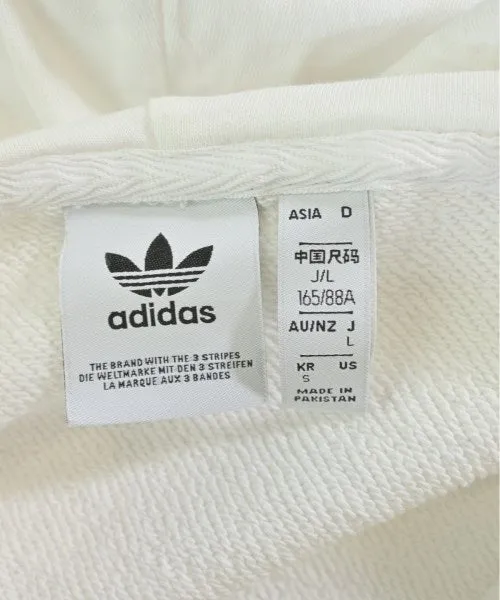 adidas
THE BRAND WITH THE 3 STRIPES
DIE WELTMARKE MIT DEN 3 STREIFEN
LA MARQUE AUX 3 BANDES
ASIA D
中国尺码
J/L
165/88A
AU/NZ J
L
KR US
S
MADE IN
PAKISTAN